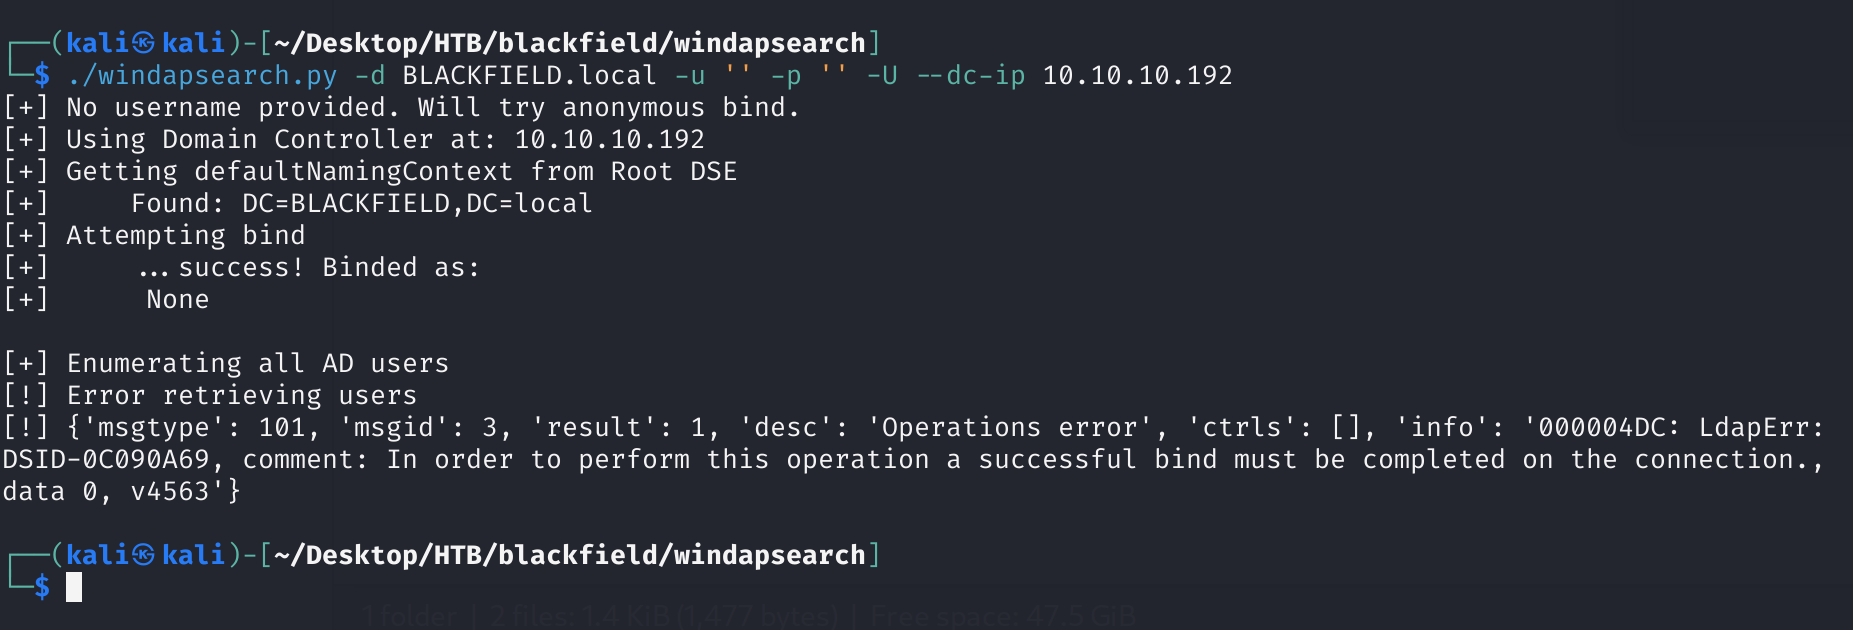 ┌──(kali㉿kali)-[~/Desktop/HTB/blackfield/windapsearch]
└─$ ./windapsearch.py -d BLACKFIELD.local -u '' -p '' -U --dc-ip 10.10.10.192
[+] No username provided. Will try anonymous bind.
[+] Using Domain Controller at: 10.10.10.192
[+] Getting defaultNamingContext from Root DSE
[+]     Found: DC=BLACKFIELD,DC=local
[+] Attempting bind
[+]     ...success! Binded as:
[+]      None
[+] Enumerating all AD users
[!] Error retrieving users
[!] {'msgtype': 101, 'msgid': 3, 'result': 1, 'desc': 'Operations error', 'ctrls': [], 'info': '000004DC: LdapErr:
DSID-0C090A69, comment: In order to perform this operation a successful bind must be completed on the connection.,
data 0, v4563'}
┌──(kali㉿kali)-[~/Desktop/HTB/blackfield/windapsearch]
└─$
1 folder | 2 files: 1.4 KiB (1,477 bytes) | Free space: 47.5 GiB